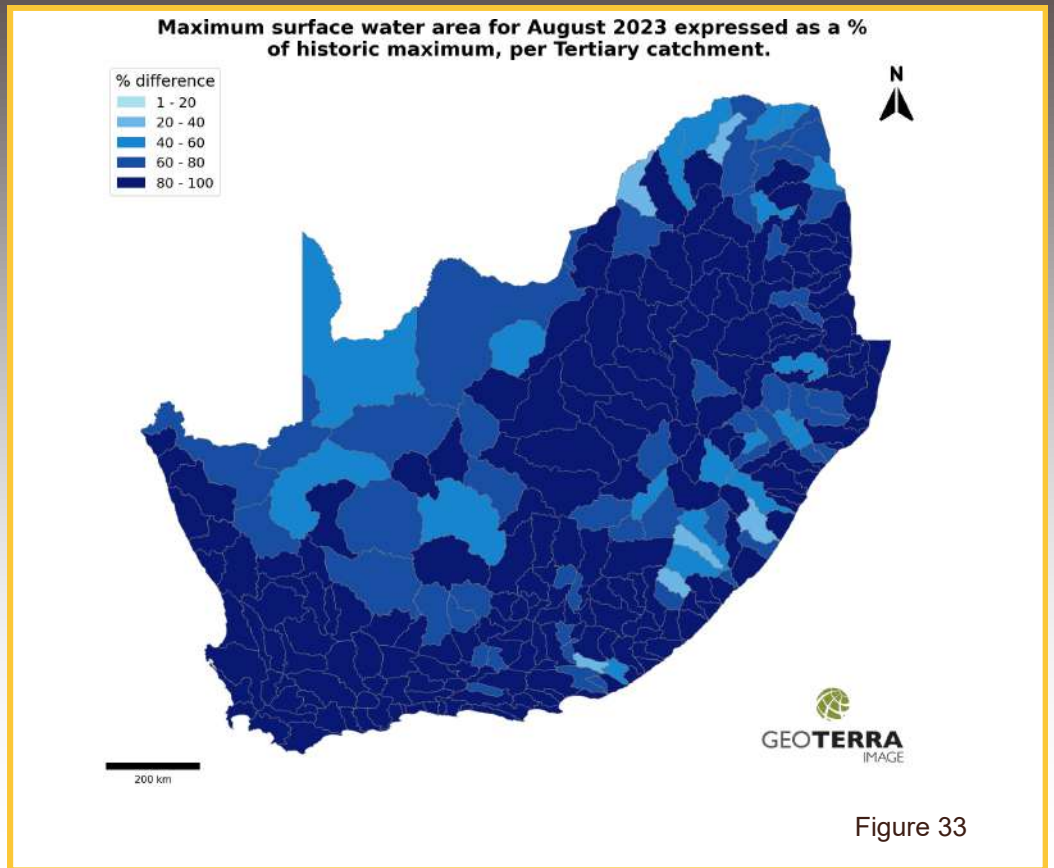 Maximum surface water area for August 2023 expressed as a %
of historic maximum, per Tertiary catchment.
% difference
1 - 20
20 - 40
40 - 60
60 - 80
80 - 100
N
GEOTERRA
IMAGE
200 km
Figure 33